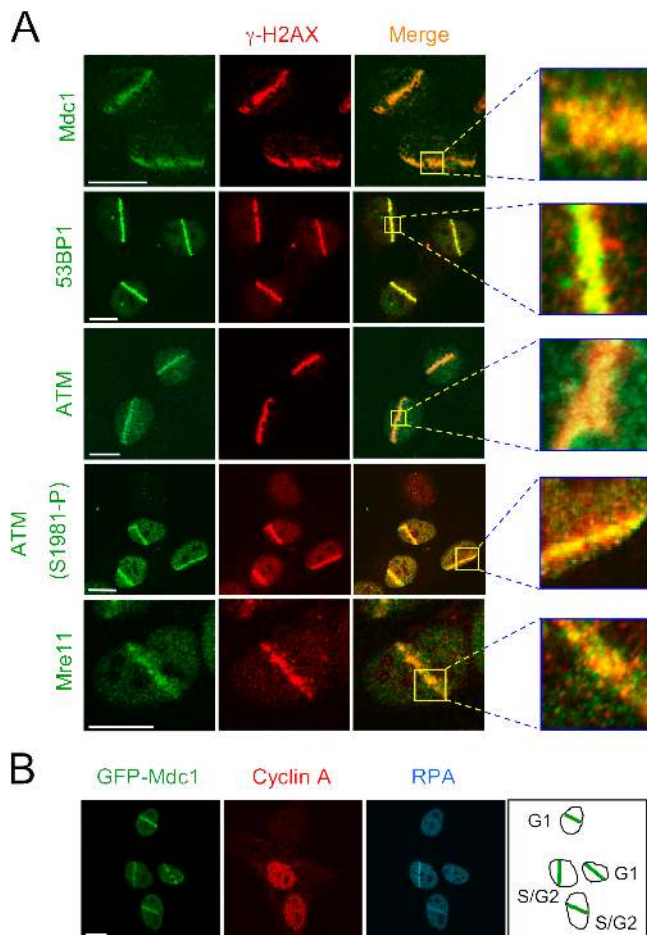 A
γ-H2AX Merge
Mdc1
53BP1
ATM
ATM
(S1981-P)
Mre11
B
GFP-Mdc1 Cyclin A RPA
G1
G1
S/G2
S/G2